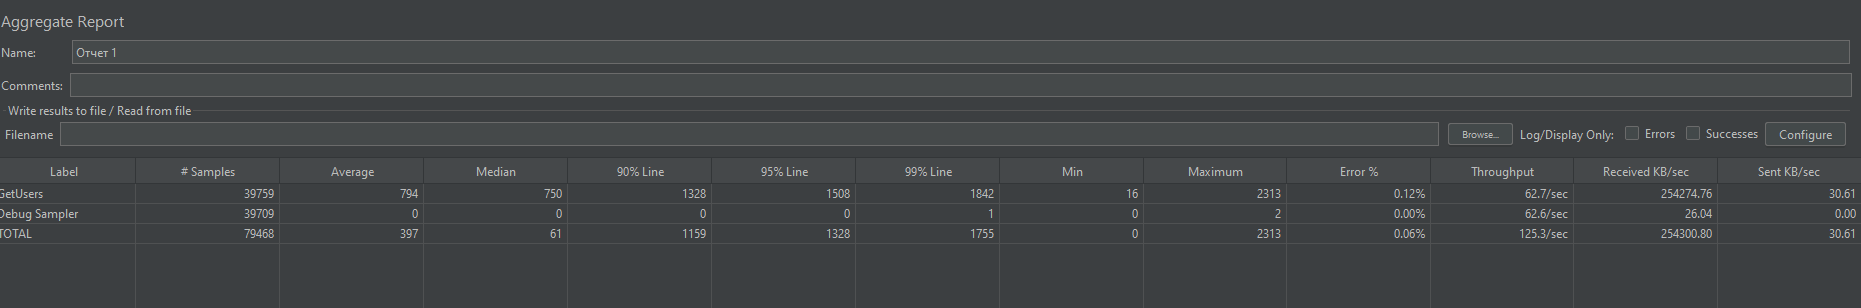 Aggregate Report
Name: Отчет 1
Comments:
Write results to file / Read from file
Filename Browse... Log/Display Only: Errors Successes Configure
Label # Samples Average Median 90% Line 95% Line 99% Line Min Maximum Error % Throughput Received KB/sec Sent KB/sec
GetUsers 39759 794 750 1328 1508 1842 16 2313 0.12% 62.7/sec 254274.76 30.61
Debug Sampler 39709 0 0 0 0 1 0 2 0.00% 62.6/sec 26.04 0.00
TOTAL 79468 397 61 1159 1328 1755 0 2313 0.06% 125.3/sec 254300.80 30.61